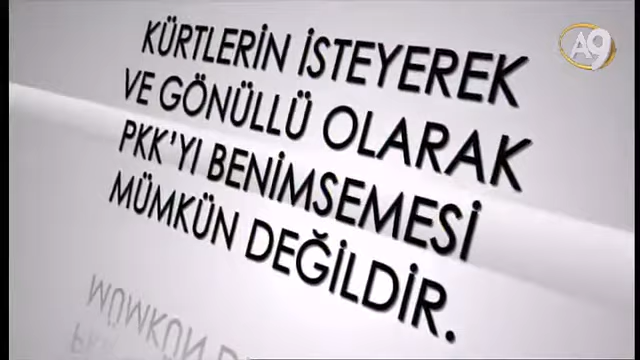 A9
KÜRTLERİN İSTEYEREK
VE GÖNÜLLÜ OLARAK
PKK'YI BENİMSEMESİ
MÜMKÜN DEĞİLDİR.